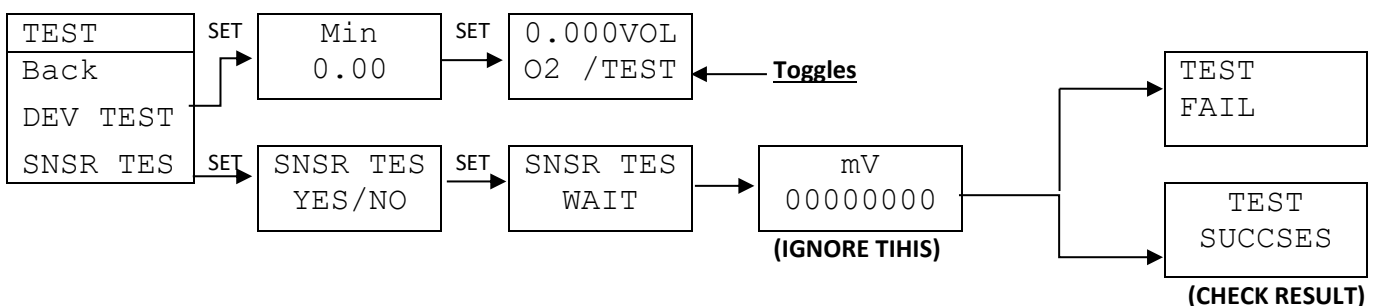 TEST
Back
DEV TEST
SNSR TES
SET
Min
0.00
SET
0.000VOL
O2 /TEST
Toggles
SET
SNSR TES
YES/NO
SET
SNSR TES
WAIT
mV
00000000
(IGNORE TIHIS)
TEST
FAIL
TEST
SUCCSES
(CHECK RESULT)